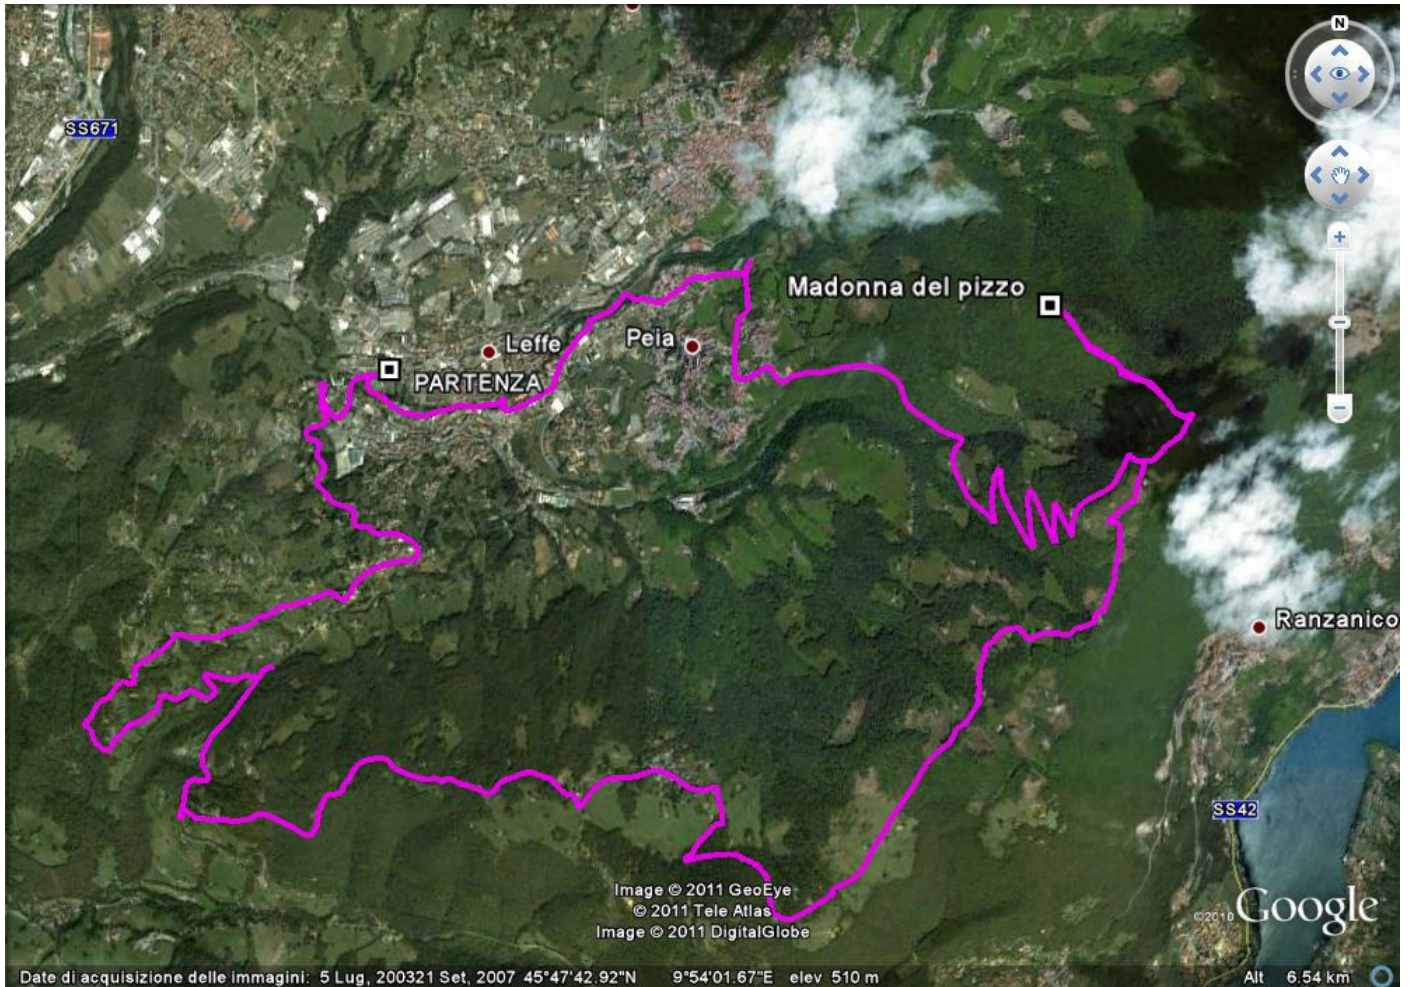 N
SS671
Madonna del pizzo
Leffe
Peia
PARTENZA
Ranzanico
SS42
Image © 2011 GeoEye
© 2011 Tele Atlas
Image © 2011 DigitalGlobe
©2010 Google
Date di acquisizione delle immagini: 5 Lug, 200321 Set, 2007 45°47'42.92"N 9°54'01.67"E elev 510 m Alt 6.54 km